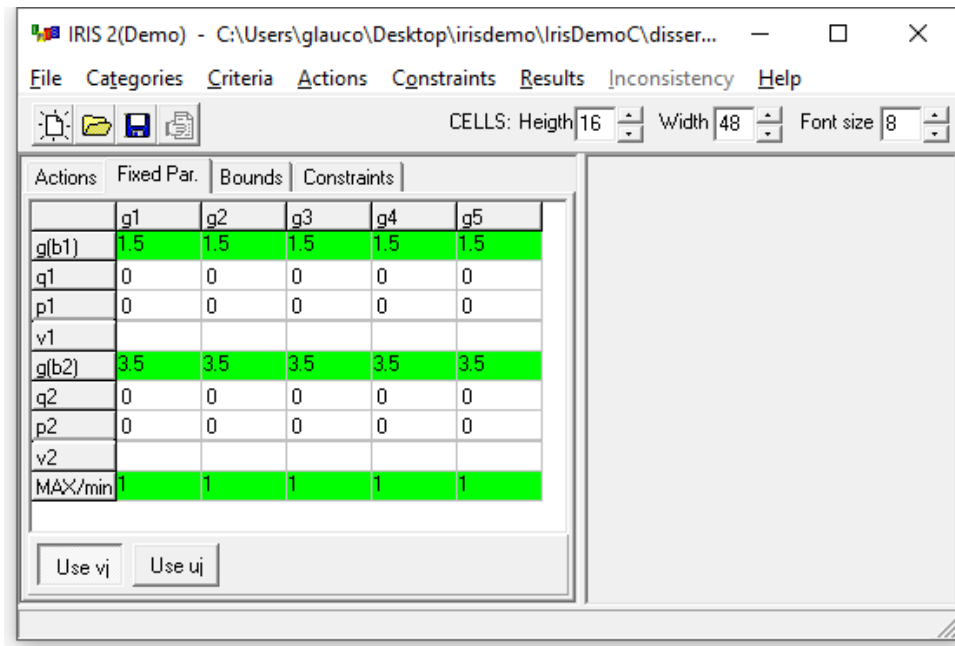 IRIS 2(Demo) - C:\Users\glauco\Desktop\irisdemo\IrisDemoC\disser...
File Categories Criteria Actions Constraints Results Inconsistency Help
CELLS: Heigth 16 Width 48 Font size 8
Actions Fixed Par. Bounds Constraints
g1 g2 g3 g4 g5
g(b1) 1.5 1.5 1.5 1.5 1.5
q1 0 0 0 0 0
p1 0 0 0 0 0
v1
g(b2) 3.5 3.5 3.5 3.5 3.5
q2 0 0 0 0 0
p2 0 0 0 0 0
v2
MAX/min 1 1 1 1 1
Use vj Use uj